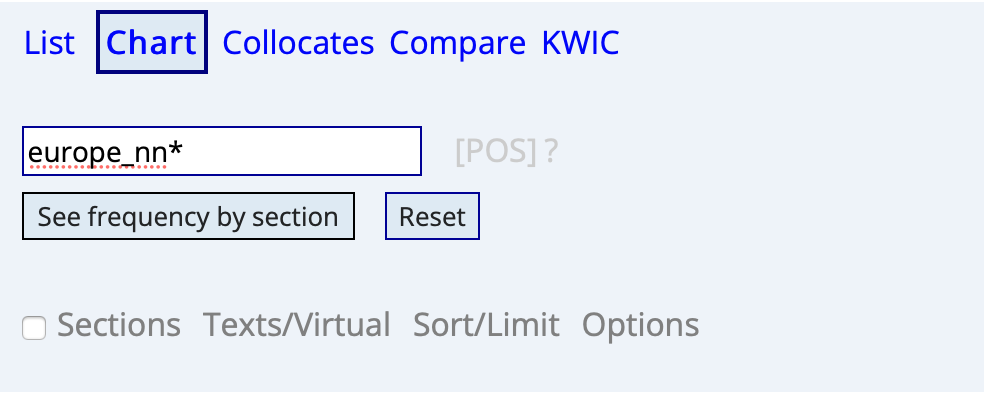 List Chart Collocates Compare KWIC
europe_nn* [POS] ?
See frequency by section Reset
Sections Texts/Virtual Sort/Limit Options